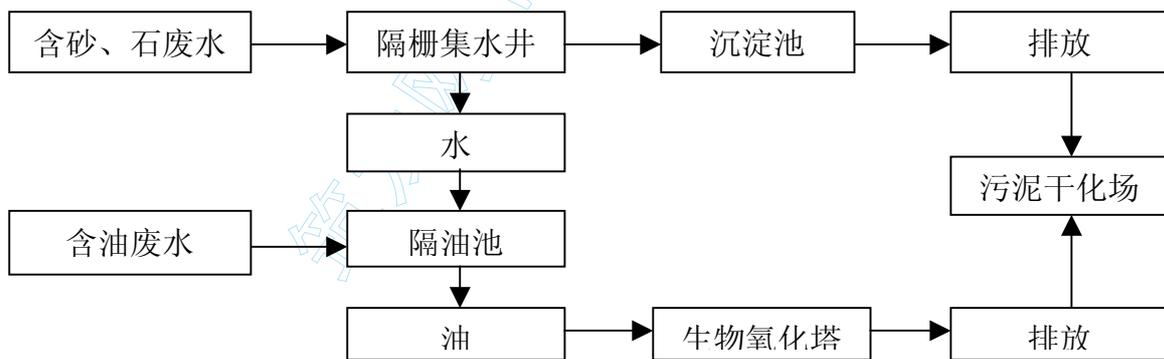 含砂、石废水
隔栅集水井
沉淀池
排放
水
污泥干化场
含油废水
隔油池
油
生物氧化塔
排放